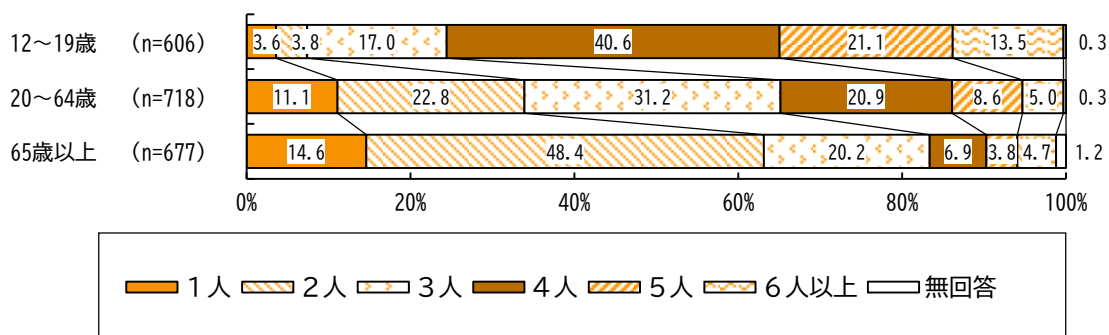 12～19歳 (n=606) 3.6 3.8 17.0 40.6 21.1 13.5 0.3
20～64歳 (n=718) 11.1 22.8 31.2 20.9 8.6 5.0 0.3
65歳以上 (n=677) 14.6 48.4 20.2 6.9 3.8 4.7 1.2
0% 20% 40% 60% 80% 100%
１人 ２人 ３人 ４人 ５人 ６人以上 無回答